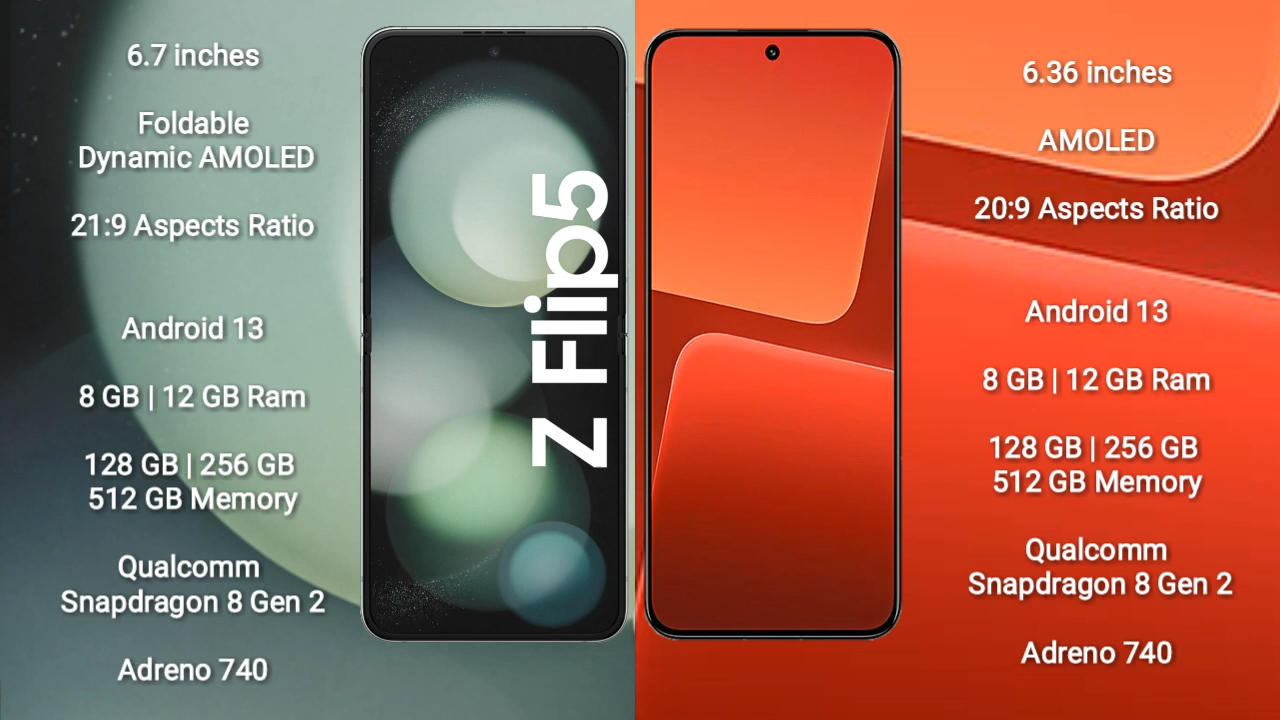 6.7 inches
Foldable
Dynamic AMOLED
21:9 Aspects Ratio
Android 13
8 GB | 12 GB Ram
128 GB | 256 GB
512 GB Memory
Qualcomm
Snapdragon 8 Gen 2
Adreno 740
Z Flip5
6.36 inches
AMOLED
20:9 Aspects Ratio
Android 13
8 GB | 12 GB Ram
128 GB | 256 GB
512 GB Memory
Qualcomm
Snapdragon 8 Gen 2
Adreno 740